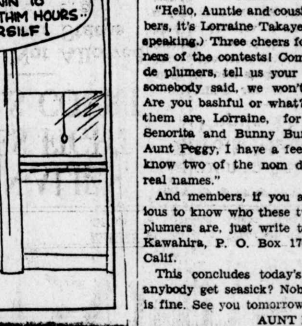 THIM HOURS..
RSILF!
"Hello, Auntie and cousi
bers, it's Lorraine Takaye
speaking.) Three cheers fo
ners of the contests! Com
de plumers, tell us your
somebody said, we won't
Are you bashful or what?
them are, Lorraine, for
Senorita and Bunny Bu
Aunt Peggy, I have a fee
know two of the nom d
real names."
And members, if you a
ious to know who these t
plumers are, just write t
Kawahira, P. O. Box 17
Calif.
This concludes today's
anybody get seasick? Nob
is fine. See you tomorrow
AUNT